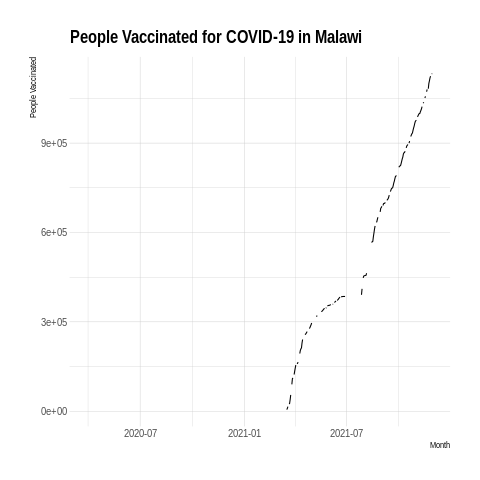 People Vaccinated for COVID-19 in Malawi
People Vaccinated
9e+05
6e+05
3e+05
0e+00
2020-07
2021-01
2021-07
Month